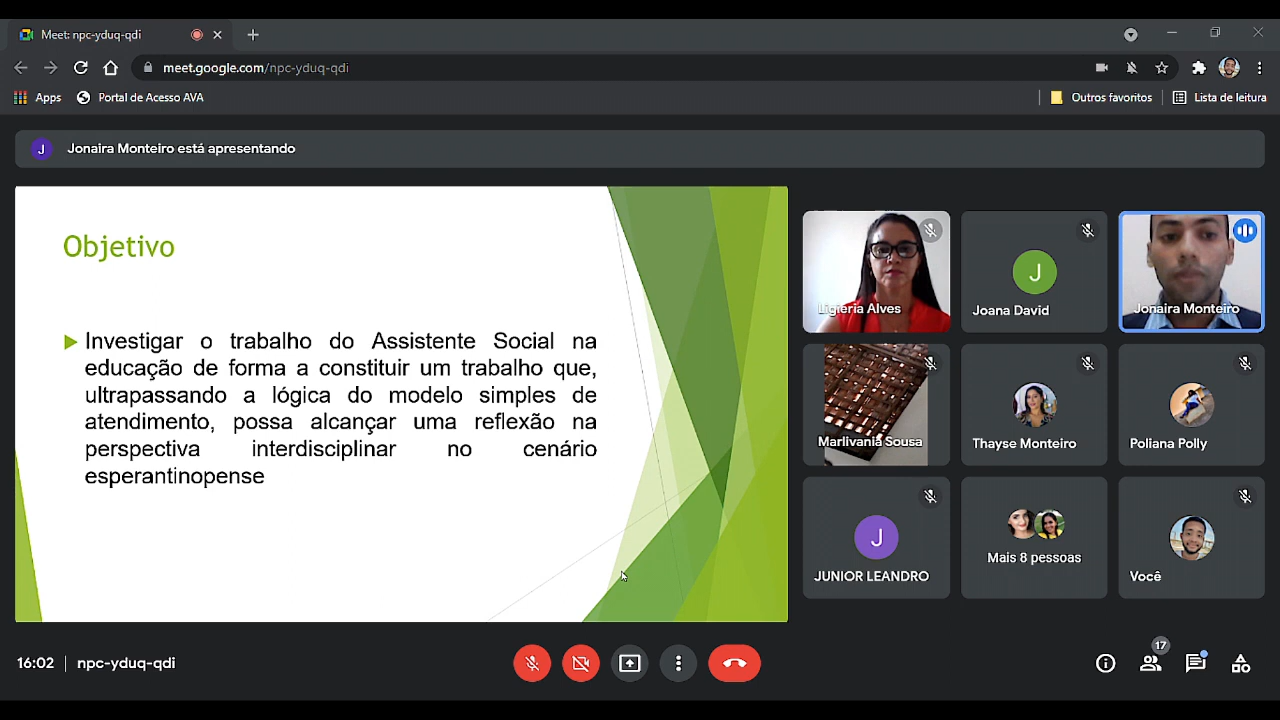 Meet: npc-yduq-qdi
meet.google.com/npc-yduq-qdi
Apps
Portal de Acesso AVA
Outros favoritos
Lista de leitura
J
Jonaira Monteiro está apresentando
Objetivo
Investigar o trabalho do Assistente Social na
educação de forma a constituir um trabalho que,
ultrapassando a lógica do modelo simples de
atendimento, possa alcançar uma reflexão na
perspectiva interdisciplinar no cenário
esperantinopense
Ligieria Alves
J
Joana David
Jonaira Monteiro
Marlivania Sousa
Thayse Monteiro
Poliana Polly
J
JUNIOR LEANDRO
Mais 8 pessoas
Você
16:02
npc-yduq-qdi
17